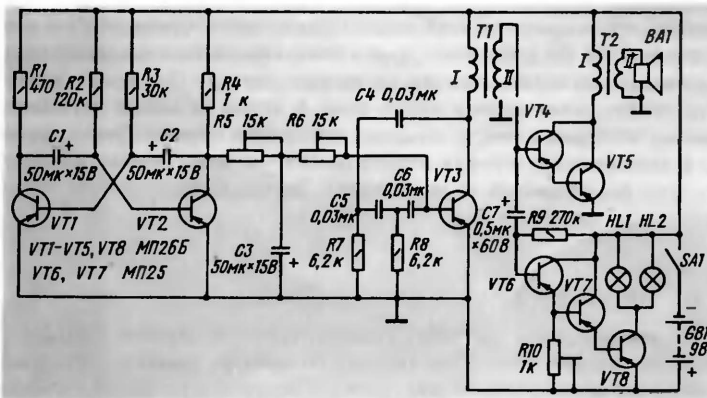 R1
470
R2
120к
R3
30к
R4
1 к
R5 15к
R6 15к
C1 +
50мк×15В
+ C2
50мк×15В
VT1
VT2
VT1-VT5, VT8 МП26Б
VT6, VT7 МП25
C3
50мк×15В
+
C4 0,03мк
C5
0,03мк
C6
0,03мк
R7
6,2к
R8
6,2к
VT3
T1
I
II
VT4
VT5
T2
I
II
BA1
C7
0,5мк
×60В
+
R9 270к
HL1 HL2
SA1
VT6
VT7
VT8
R10
1к
−
+